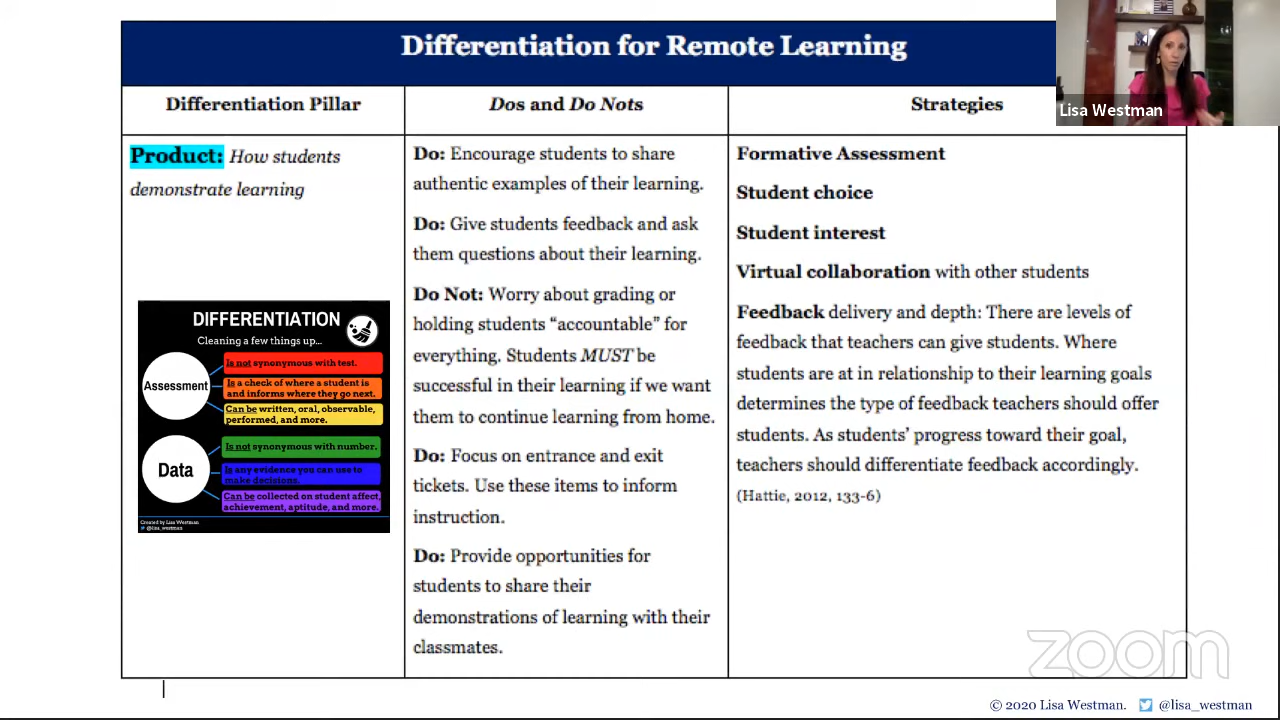 Differentiation for Remote Learning
Lisa Westman
Differentiation Pillar
Dos and Do Nots
Strategies
Product: How students
demonstrate learning
DIFFERENTIATION
Cleaning a few things up...
Assessment
Is not synonymous with test.
Is a check of where a student is
and informs where they go next.
Can be written, oral, observable,
performed, and more.
Data
Is not synonymous with number.
Is any evidence you can use to
make decisions.
Can be collected on student affect,
achievement, aptitude, and more.
Created by Lisa Westman
@lisa_westman
Do: Encourage students to share
authentic examples of their learning.
Do: Give students feedback and ask
them questions about their learning.
Do Not: Worry about grading or
holding students “accountable” for
everything. Students MUST be
successful in their learning if we want
them to continue learning from home.
Do: Focus on entrance and exit
tickets. Use these items to inform
instruction.
Do: Provide opportunities for
students to share their
demonstrations of learning with their
classmates.
Formative Assessment
Student choice
Student interest
Virtual collaboration with other students
Feedback delivery and depth: There are levels of
feedback that teachers can give students. Where
students are at in relationship to their learning goals
determines the type of feedback teachers should offer
students. As students’ progress toward their goal,
teachers should differentiate feedback accordingly.
(Hattie, 2012, 133-6)
zoom
© 2020 Lisa Westman. @lisa_westman